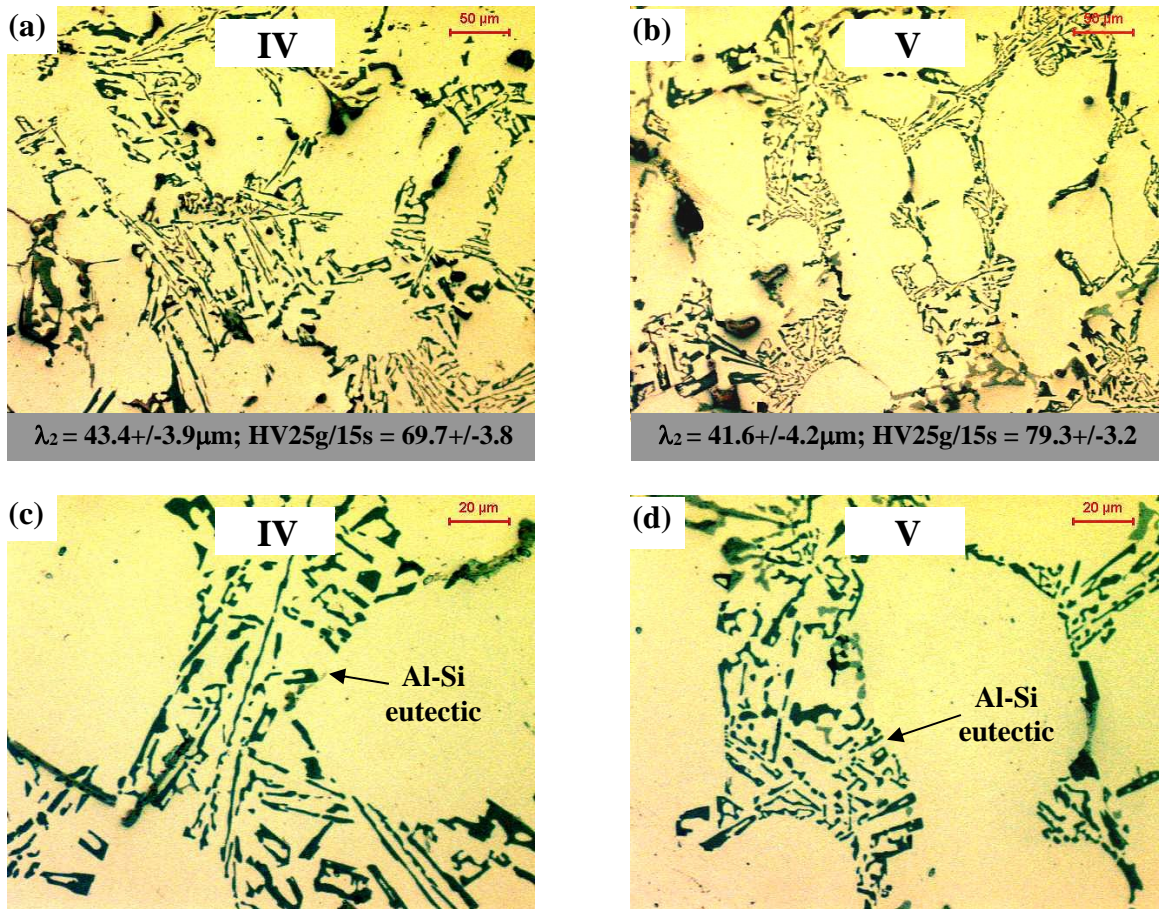 (a)
IV
50 µm
(b)
V
50 µm
λ2 = 43.4+/-3.9µm; HV25g/15s = 69.7+/-3.8
λ2 = 41.6+/-4.2µm; HV25g/15s = 79.3+/-3.2
(c)
IV
20 µm
Al-Si
eutectic
(d)
V
20 µm
Al-Si
eutectic